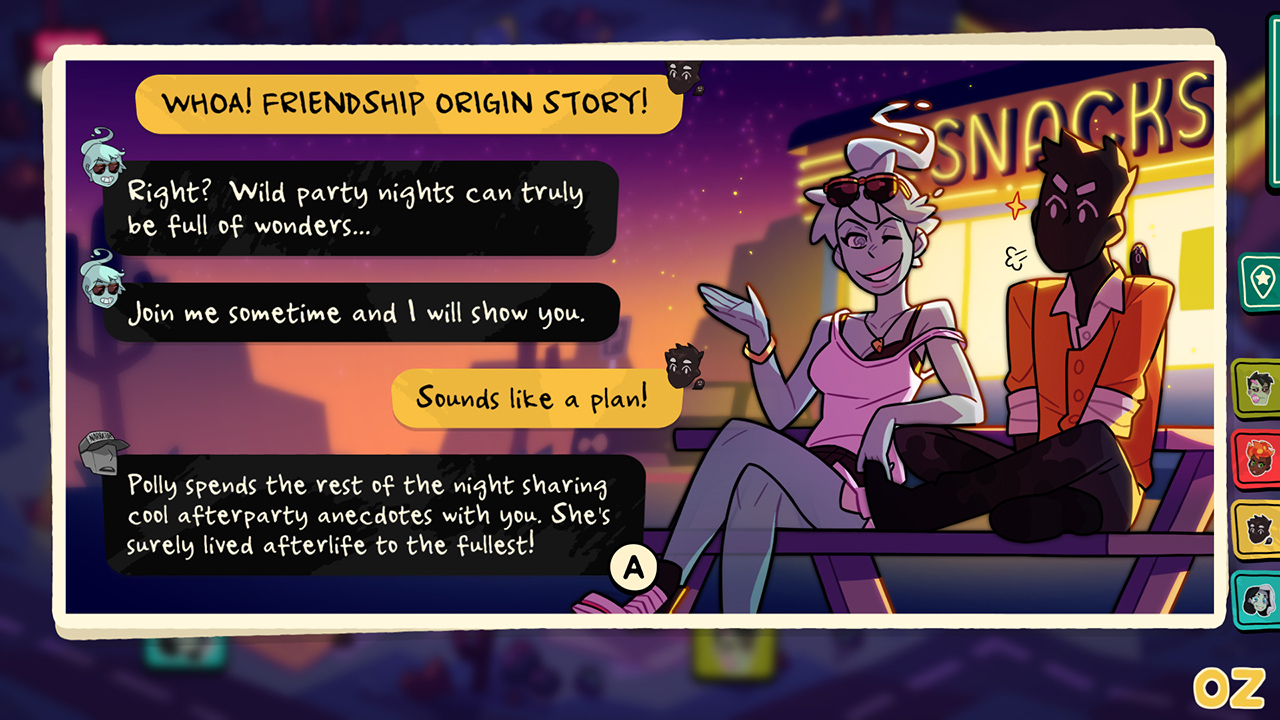 WHOA! FRIENDSHIP ORIGIN STORY!
Right? Wild party nights can truly
be full of wonders...
Join me sometime and I will show you.
Sounds like a plan!
NARRATOR
Polly spends the rest of the night sharing
cool afterparty anecdotes with you. She's
surely lived afterlife to the fullest!
A
SNACKS
OZ